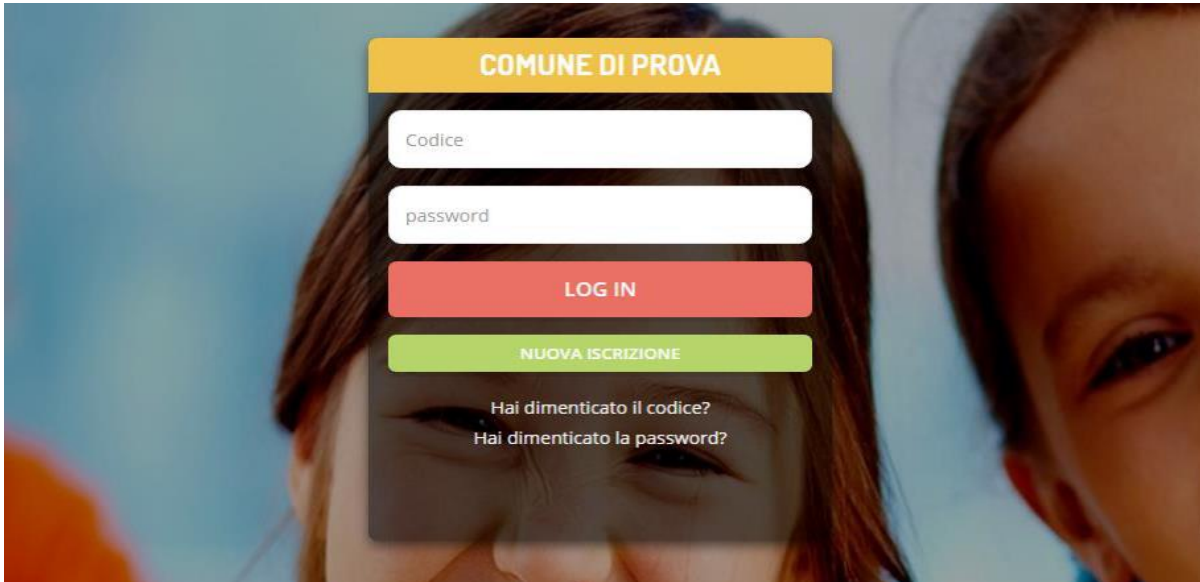 COMUNE DI PROVA
Codice
password
LOG IN
NUOVA ISCRIZIONE
Hai dimenticato il codice?
Hai dimenticato la password?